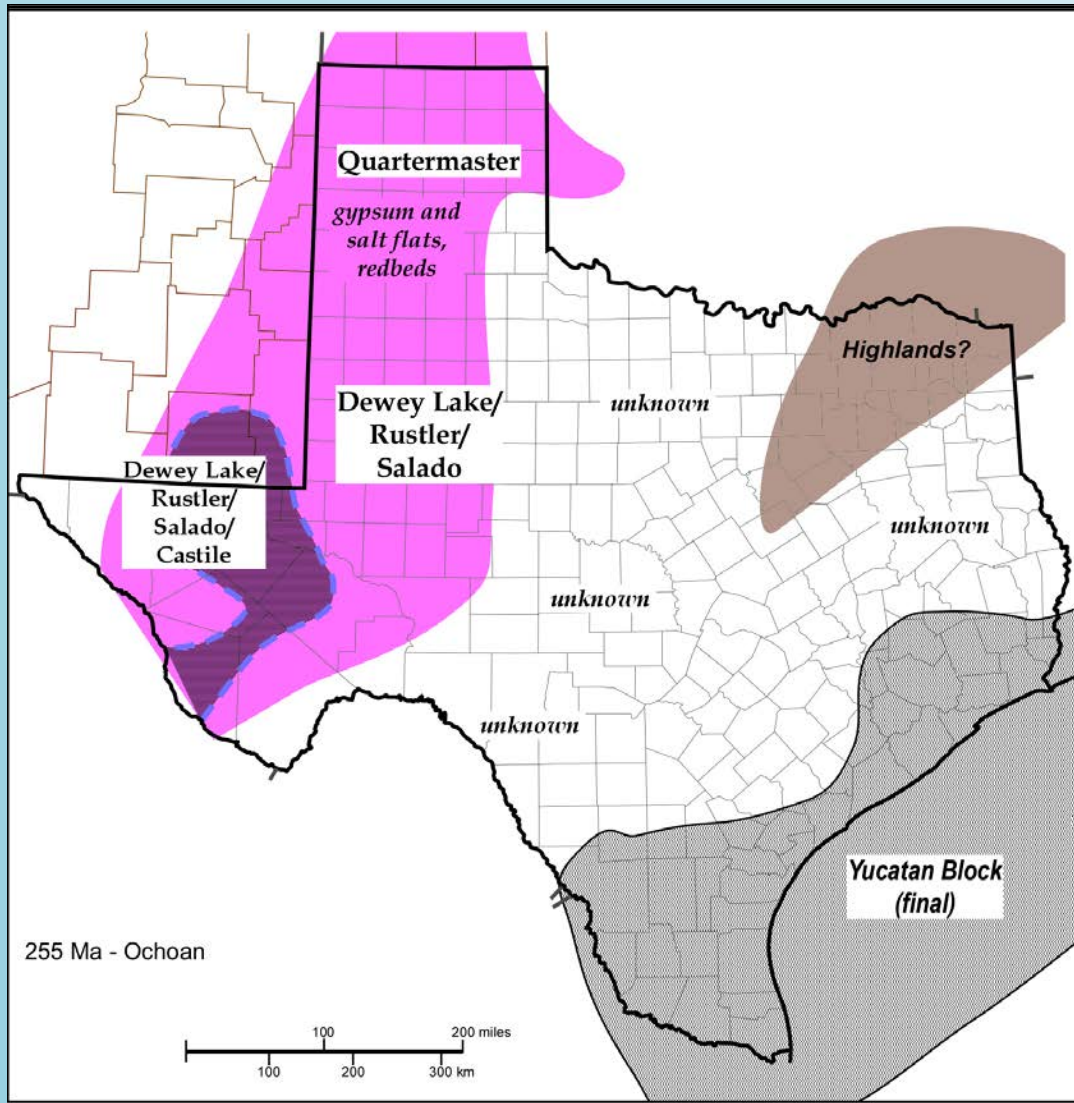 Quartermaster
gypsum and
salt flats,
redbeds
Highlands?
Dewey Lake/
Rustler/
Salado
unknown
Dewey Lake/
Rustler/
Salado/
Castile
unknown
unknown
unknown
Yucatan Block
(final)
255 Ma - Ochoan
100 200 miles
100 200 300 km